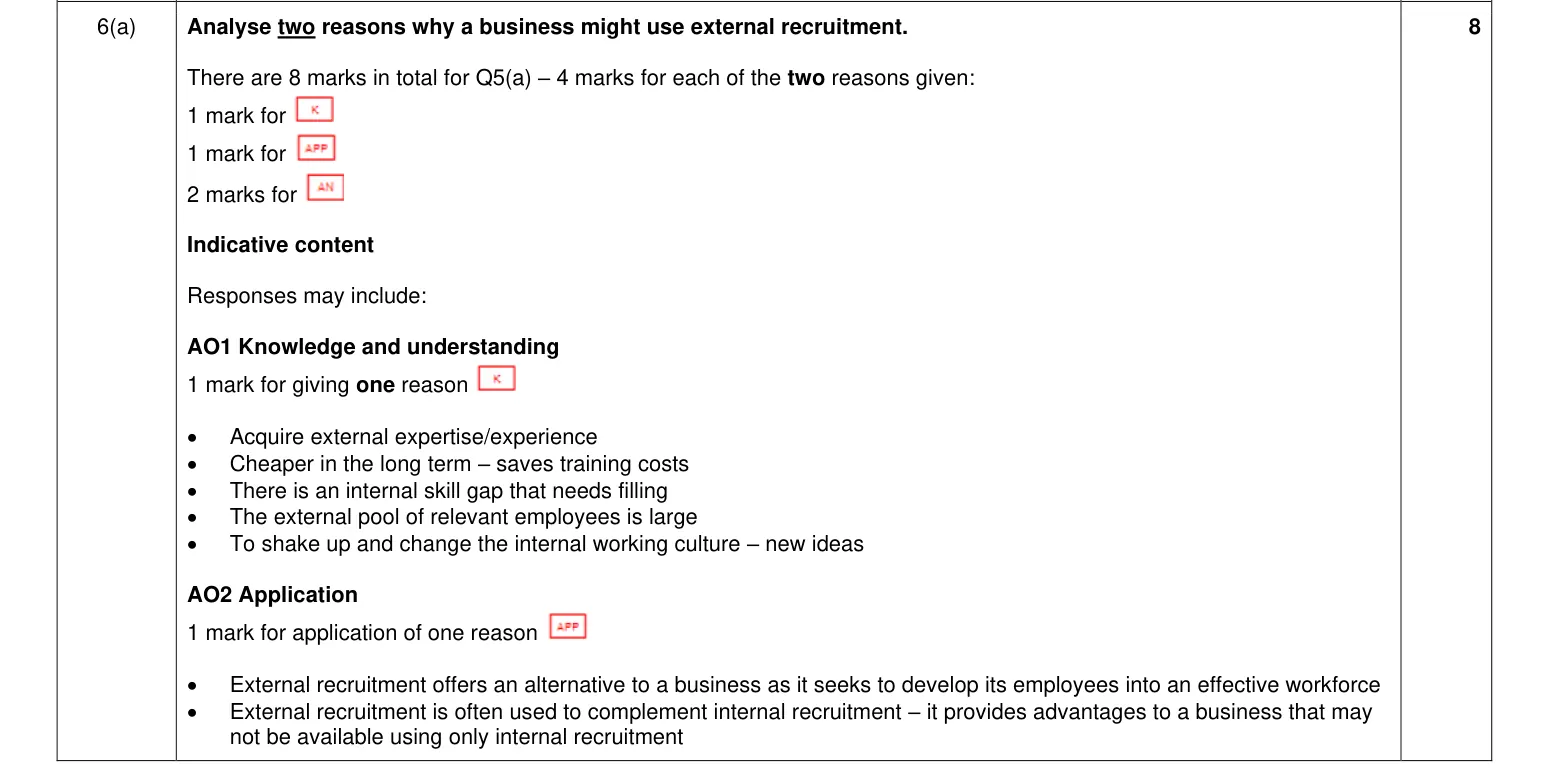 6(a) Analyse two reasons why a business might use external recruitment. 8
There are 8 marks in total for Q5(a) – 4 marks for each of the two reasons given:
1 mark for K
1 mark for APP
2 marks for AN
Indicative content
Responses may include:
AO1 Knowledge and understanding
1 mark for giving one reason K
• Acquire external expertise/experience
• Cheaper in the long term – saves training costs
• There is an internal skill gap that needs filling
• The external pool of relevant employees is large
• To shake up and change the internal working culture – new ideas
AO2 Application
1 mark for application of one reason APP
• External recruitment offers an alternative to a business as it seeks to develop its employees into an effective workforce
• External recruitment is often used to complement internal recruitment – it provides advantages to a business that may
not be available using only internal recruitment